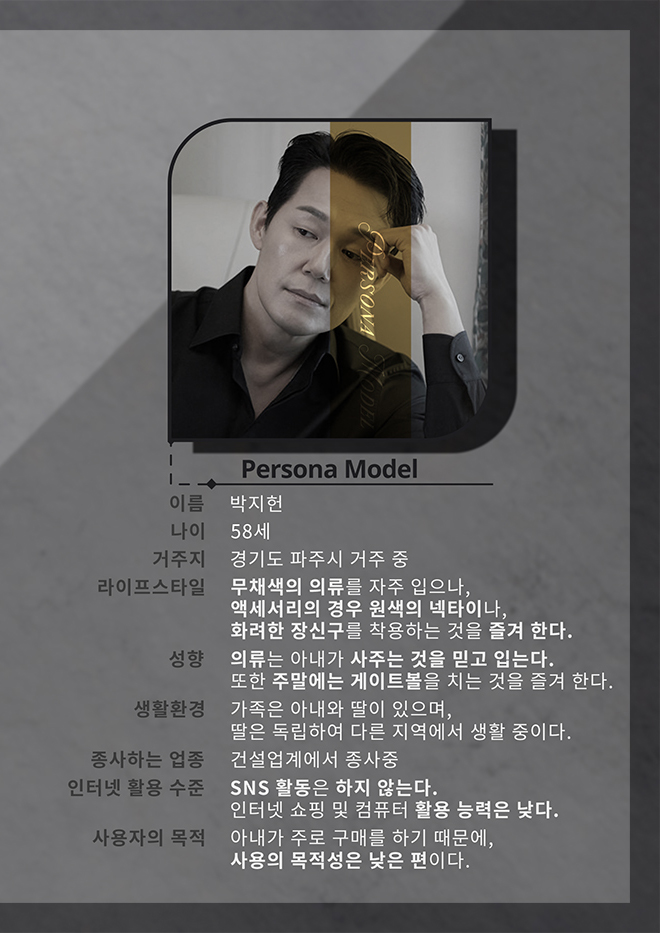 PERSONA MODEL
Persona Model
이름 박지헌
나이 58세
거주지 경기도 파주시 거주 중
라이프스타일 무채색의 의류를 자주 입으나,
액세서리의 경우 원색의 넥타이나,
화려한 장신구를 착용하는 것을 즐겨 한다.
성향 의류는 아내가 사주는 것을 믿고 입는다.
또한 주말에는 게이트볼을 치는 것을 즐겨 한다.
생활환경 가족은 아내와 딸이 있으며,
딸은 독립하여 다른 지역에서 생활 중이다.
종사하는 업종 건설업계에서 종사중
인터넷 활용 수준 SNS 활동은 하지 않는다.
인터넷 쇼핑 및 컴퓨터 활용 능력은 낮다.
사용자의 목적 아내가 주로 구매를 하기 때문에,
사용의 목적성은 낮은 편이다.